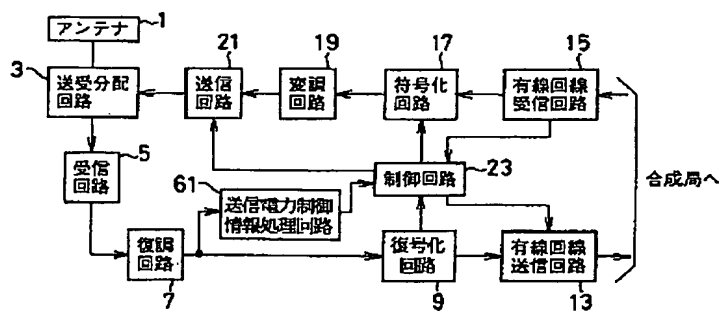 アンテナ
1
21
19
17
15
3
送受分配
回路
送信
回路
変調
回路
符号化
回路
有線回線
受信回路
5
受信
回路
61
送信電力制御
情報処理回路
制御回路
23
合成局へ
復調
回路
7
復号化
回路
9
有線回線
送信回路
13